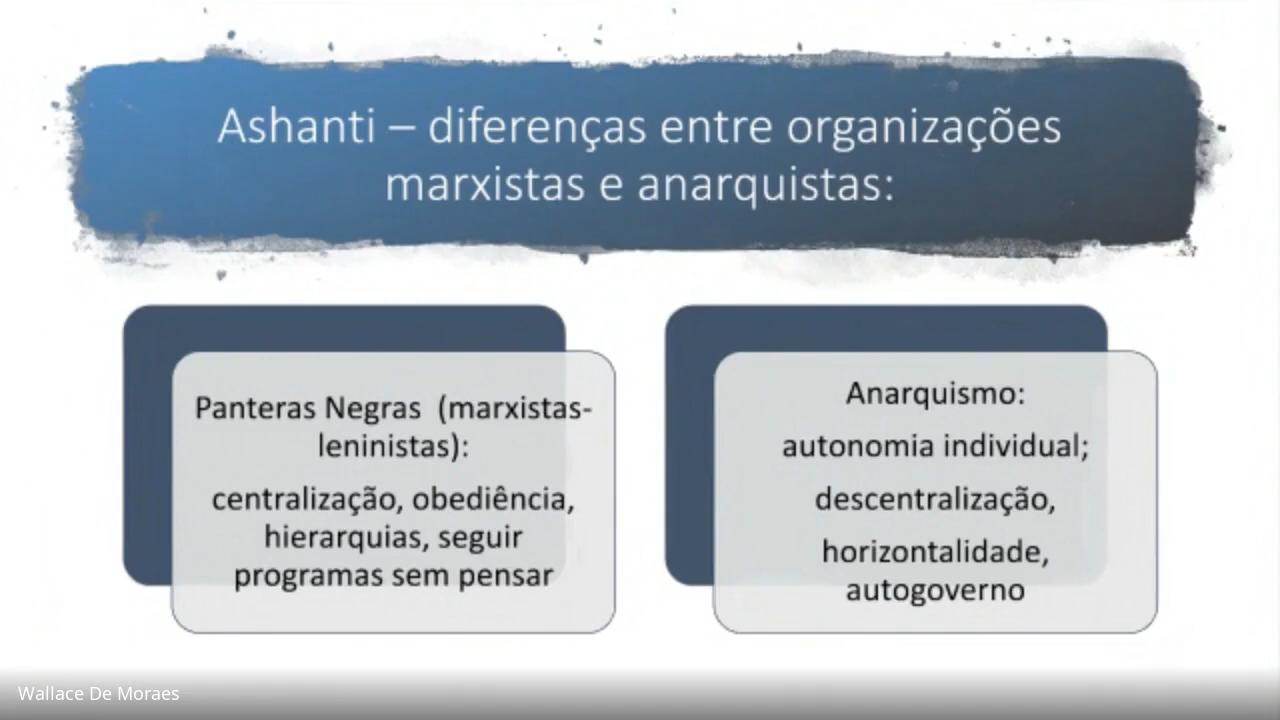 Ashanti – diferenças entre organizações
marxistas e anarquistas:
Panteras Negras  (marxistas-
leninistas):
centralização, obediência,
hierarquias, seguir
programas sem pensar
Anarquismo:
autonomia individual;
descentralização,
horizontalidade,
autogoverno
Wallace De Moraes